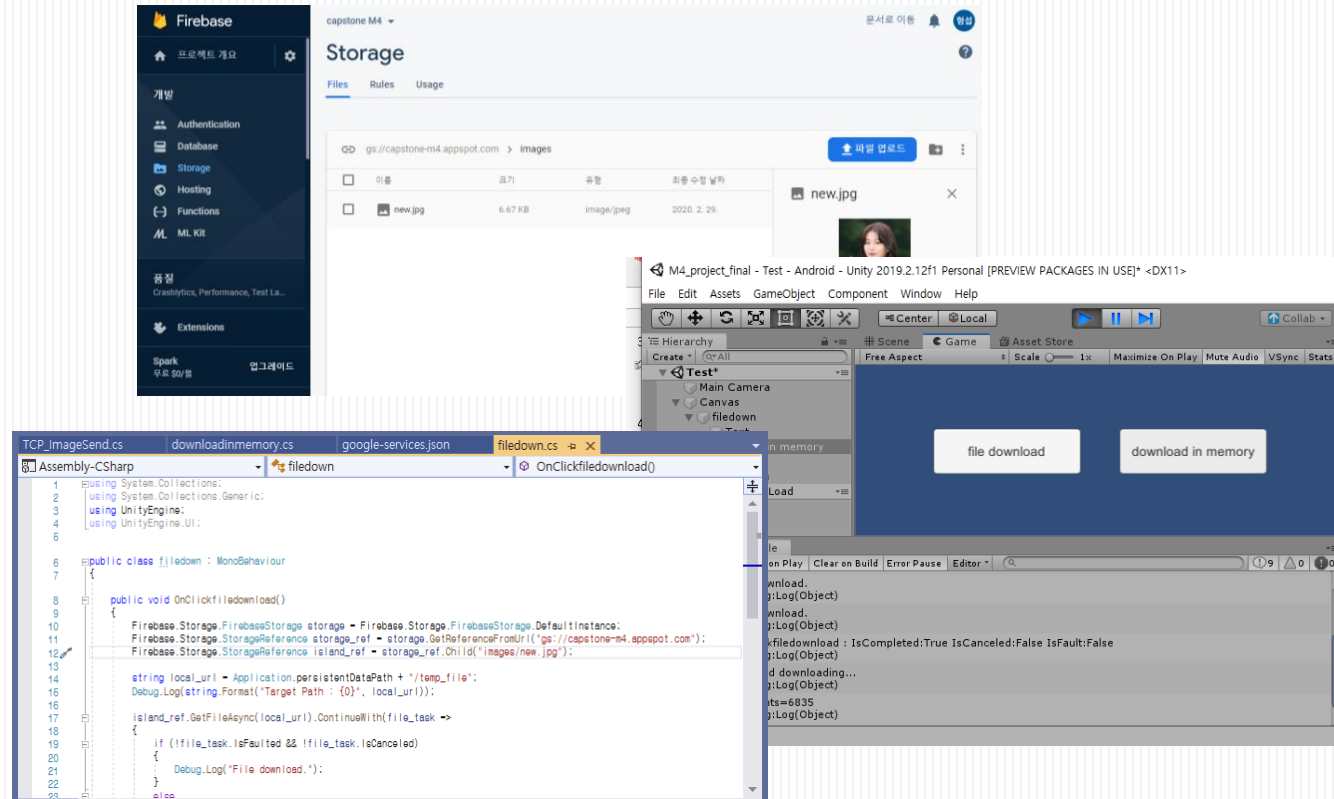 Firebase
프로젝트 개요
개발
Authentication
Database
Storage
Hosting
Functions
ML Kit
품질
Crashlytics, Performance, Test La...
Extensions
Spark
무료 $0/월
업그레이드
capstone M4
문서로 이동
형섭
Storage
Files Rules Usage
gs://capstone-m4.appspot.com > images
파일 업로드
이름 크기 유형 최종 수정 날짜
new.jpg 6.67 KB image/jpeg 2020. 2. 29.
new.jpg
M4_project_final - Test - Android - Unity 2019.2.12f1 Personal [PREVIEW PACKAGES IN USE]* <DX11>
File Edit Assets GameObject Component Window Help
Center Local Collab
Hierarchy Scene Game Asset Store
Create All Free Aspect Scale 1x Maximize On Play Mute Audio VSync Stats
Test*
Main Camera
Canvas
filedown
in memory
Load
file download
download in memory
on Play Clear on Build Error Pause Editor 9 0 0
wnload.
g:Log(Object)
wnload.
g:Log(Object)
kfiledownload : IsCompleted:True IsCanceled:False IsFault:False
g:Log(Object)
d downloading...
g:Log(Object)
ts=6835
g:Log(Object)
TCP_ImageSend.cs downloadinmemory.cs google-services.json filedown.cs
Assembly-CSharp filedown OnClickfiledownload()
1 using System.Collections;
2 using System.Collections.Generic;
3 using UnityEngine;
4 using UnityEngine.UI;
5
6 public class filedown : MonoBehaviour
7 {
8 public void OnClickfiledownload()
9 {
10 Firebase.Storage.FirebaseStorage storage = Firebase.Storage.FirebaseStorage.DefaultInstance;
11 Firebase.Storage.StorageReference storage_ref = storage.GetReferenceFromUrl("gs://capstone-m4.appspot.com");
12 Firebase.Storage.StorageReference island_ref = storage_ref.Child("images/new.jpg");
13
14 string local_url = Application.persistentDataPath + "/temp_file";
15 Debug.Log(string.Format("Target Path : {0}", local_url));
16
17 island_ref.GetFileAsync(local_url).ContinueWith(file_task =>
18 {
19 if (!file_task.IsFaulted && !file_task.IsCanceled)
20 {
21 Debug.Log("File download.");
22 }
23 else